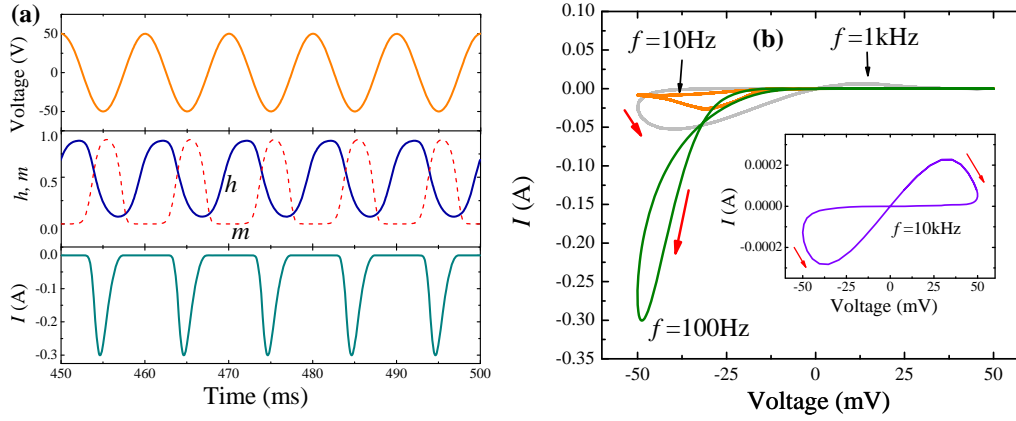 (a)
Voltage (V)
50
0
-50
h, m
1.0
0.5
0.0
h
m
I (A)
0.0
-0.1
-0.2
-0.3
450 460 470 480 490 500
Time (ms)
(b)
I (A)
0.10
0.05
0.00
-0.05
-0.10
-0.15
-0.20
-0.25
-0.30
-0.35
-50 -25 0 25 50
Voltage (mV)
f=10Hz
f=1kHz
f=100Hz
I (A)
0.0002
0.0000
-0.0002
f=10kHz
-50 -25 0 25 50
Voltage (mV)